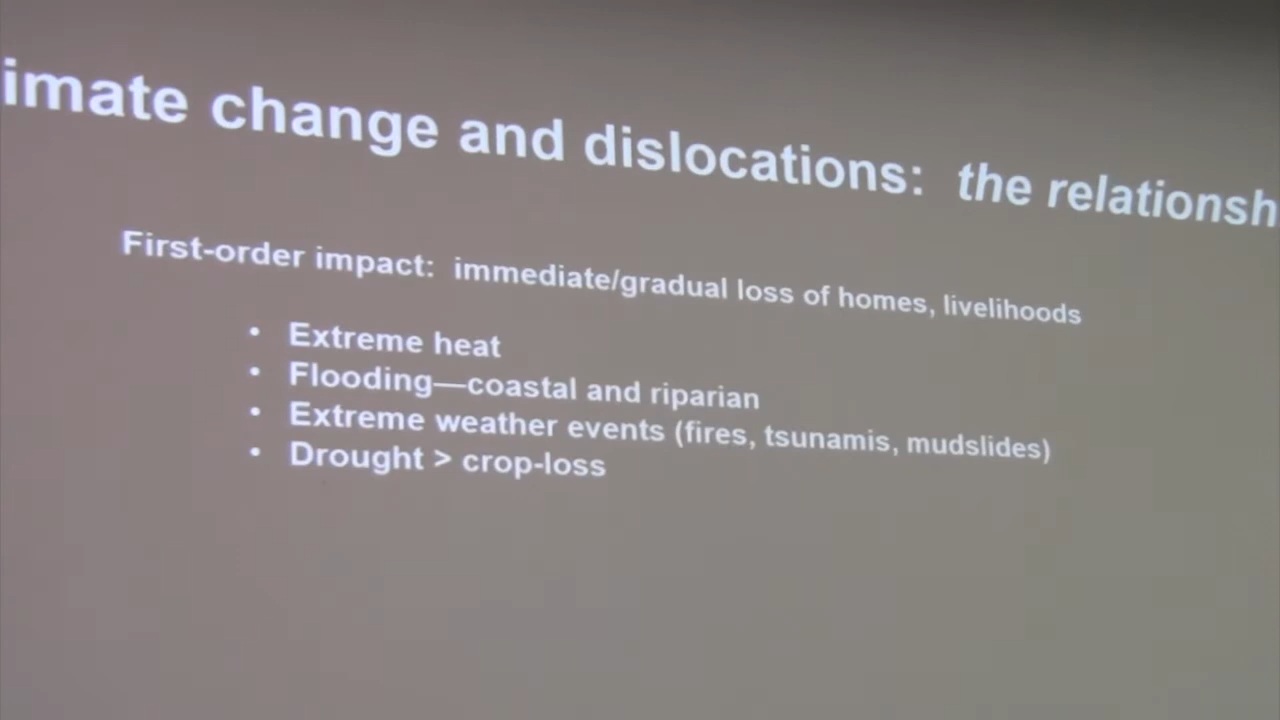 imate change and dislocations: the relationsh
First-order impact: immediate/gradual loss of homes, livelihoods
• Extreme heat
• Flooding—coastal and riparian
• Extreme weather events (fires, tsunamis, mudslides)
• Drought > crop-loss